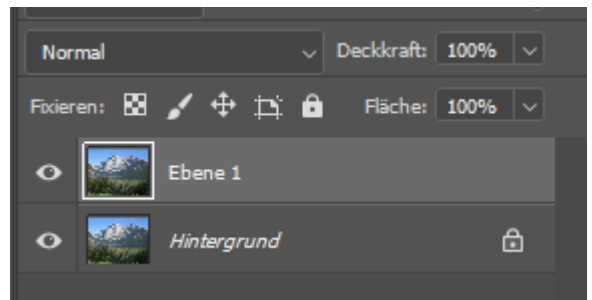 Normal Deckkraft: 100%
Fixieren: Fläche: 100%
Ebene 1
Hintergrund